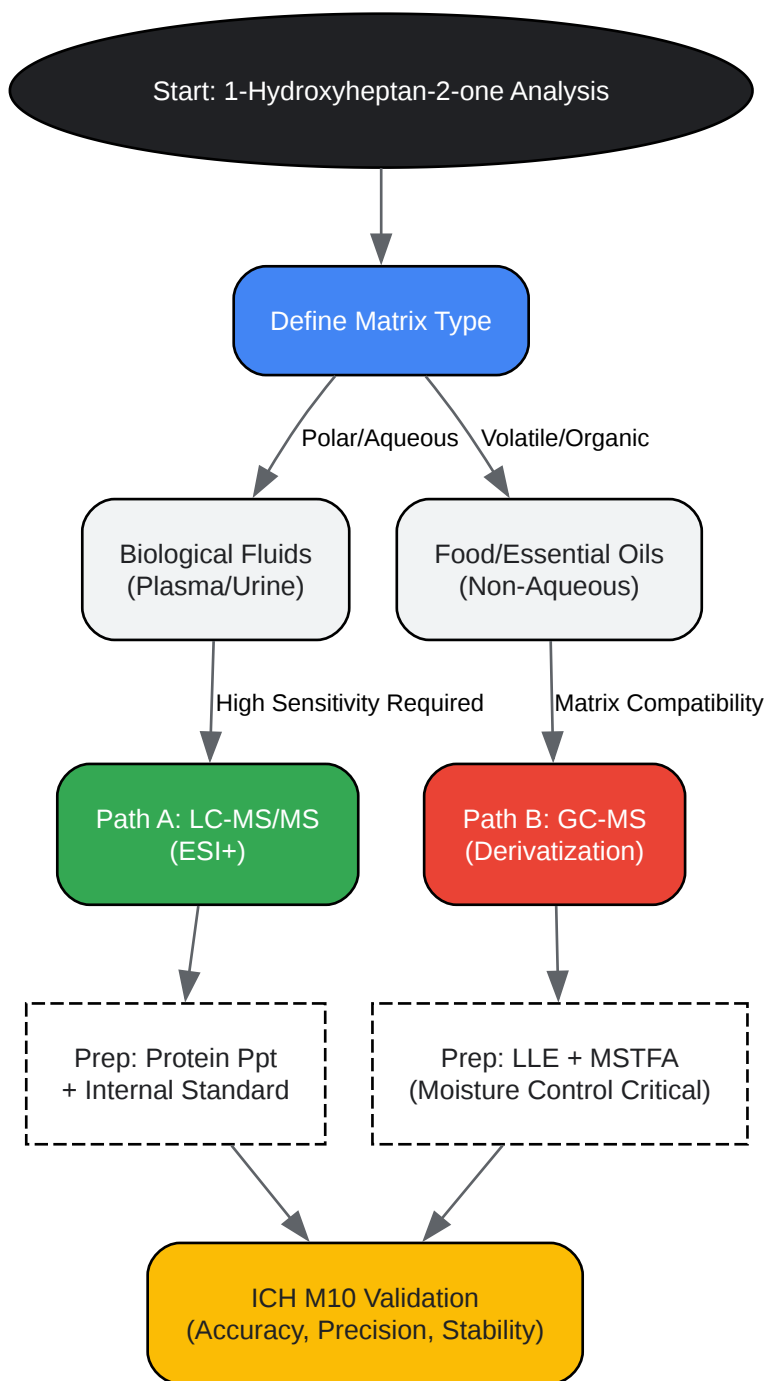 Start: 1-Hydroxyheptan-2-one Analysis
Define Matrix Type
Polar/Aqueous
Volatile/Organic
Biological Fluids
(Plasma/Urine)
Food/Essential Oils
(Non-Aqueous)
High Sensitivity Required
Matrix Compatibility
Path A: LC-MS/MS
(ESI+)
Path B: GC-MS
(Derivatization)
Prep: Protein Ppt
+ Internal Standard
Prep: LLE + MSTFA
(Moisture Control Critical)
ICH M10 Validation
(Accuracy, Precision, Stability)